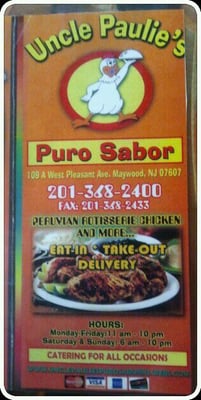 Uncle Paulie's
Puro Sabor
109 A West Pleasant Ave. Maywood, NJ 07607
201-368-2400
FAX: 201-368-2433
PERUVIAN ROTISSERIE CHICKEN
AND MORE...
EAT-IN - TAKE-OUT
DELIVERY
HOURS:
Monday-Friday: 11 am - 10 pm
Saturday & Sunday: 6 am - 10 pm
CATERING FOR ALL OCCASIONS
VISA